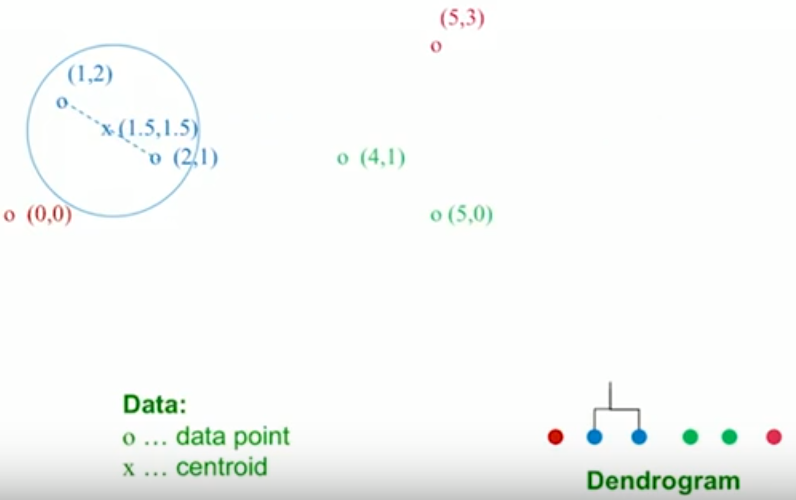 (5,3)
o
(1,2)
o
x (1.5,1.5)
o (2,1)
o (4,1)
o (0,0)
o (5,0)
Data:
o ... data point
x ... centroid
Dendrogram